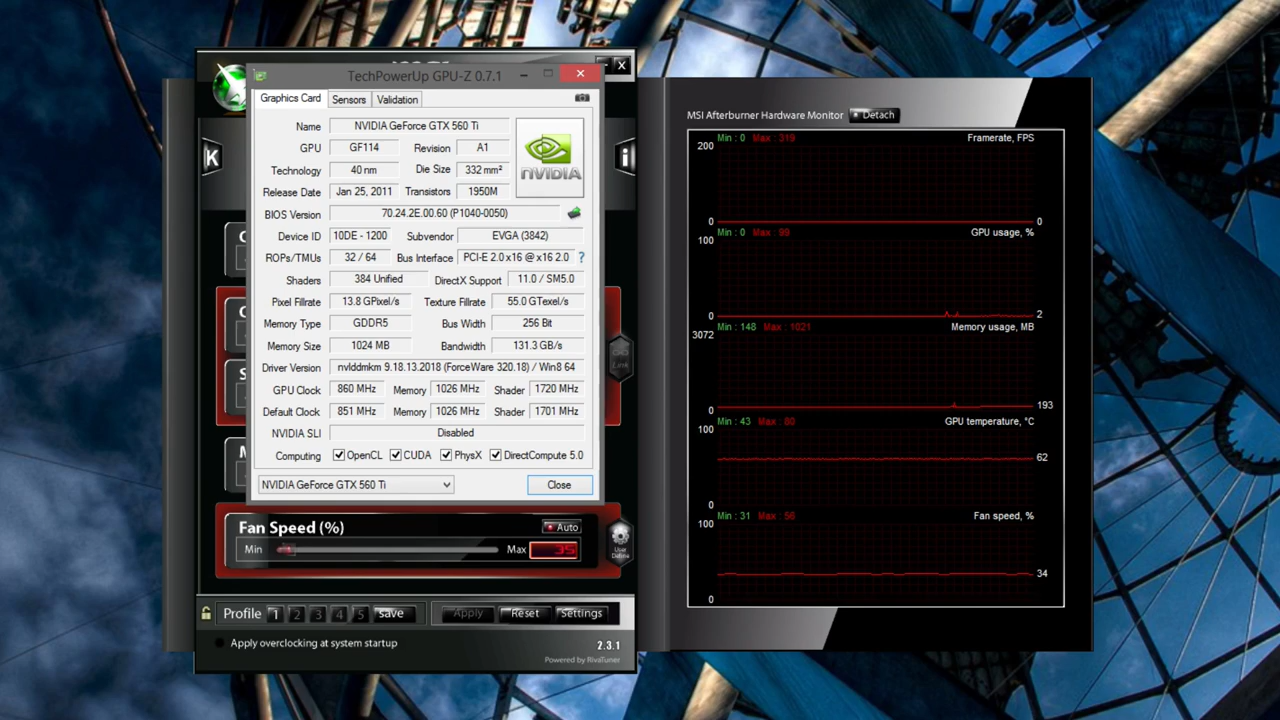 TechPowerUp GPU-Z 0.7.1
Graphics Card Sensors Validation
Name NVIDIA GeForce GTX 560 Ti
GPU GF114 Revision A1
Technology 40 nm Die Size 332 mm²
Release Date Jan 25, 2011 Transistors 1950M
NVIDIA
BIOS Version 70.24.2E.00.60 (P1040-0050)
Device ID 10DE - 1200 Subvendor EVGA (3842)
ROPs/TMUs 32 / 64 Bus Interface PCI-E 2.0 x16 @ x16 2.0 ?
Shaders 384 Unified DirectX Support 11.0 / SM5.0
Pixel Fillrate 13.8 GPixel/s Texture Fillrate 55.0 GTexel/s
Memory Type GDDR5 Bus Width 256 Bit
Memory Size 1024 MB Bandwidth 131.3 GB/s
Driver Version nvlddmkm 9.18.13.2018 (ForceWare 320.18) / Win8 64
GPU Clock 860 MHz Memory 1026 MHz Shader 1720 MHz
Default Clock 851 MHz Memory 1026 MHz Shader 1701 MHz
NVIDIA SLI Disabled
Computing OpenCL CUDA PhysX DirectCompute 5.0
NVIDIA GeForce GTX 560 Ti Close
K
i
X
Fan Speed (%) Auto
Min Max 35
User Define
Profile 1 2 3 4 5 save Apply Reset Settings
Apply overclocking at system startup 2.3.1
Powered by RivaTuner
MSI Afterburner Hardware Monitor Detach
Min : 0 Max : 319 Framerate, FPS
200
0 0
Min : 0 Max : 99 GPU usage, %
100
0 2
Min : 148 Max : 1021 Memory usage, MB
3072
0 193
Min : 43 Max : 80 GPU temperature, °C
100
62
0
Min : 31 Max : 56 Fan speed, %
100
34
0